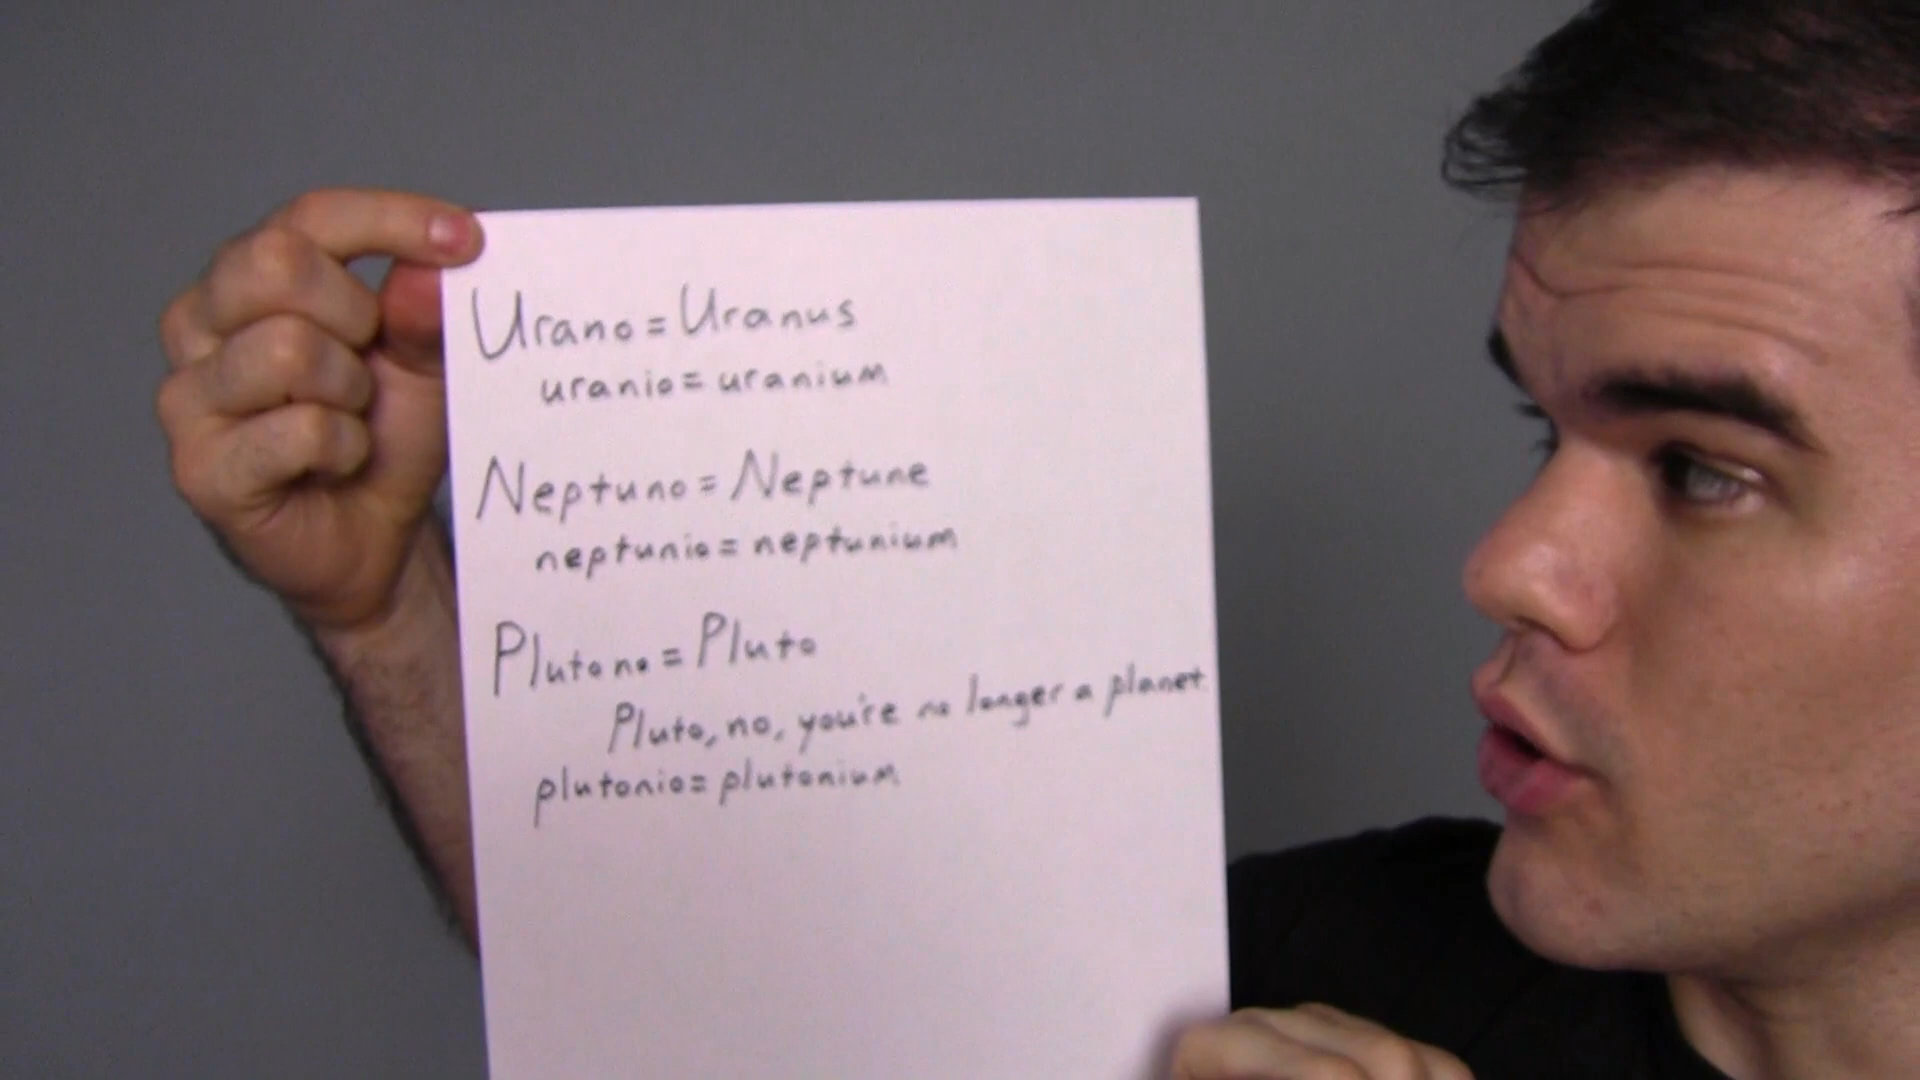 Urano = Uranus
uranio = uranium
Neptuno = Neptune
neptunio = neptunium
Plutono = Pluto
Pluto, no, you're no longer a planet.
plutonio = plutonium